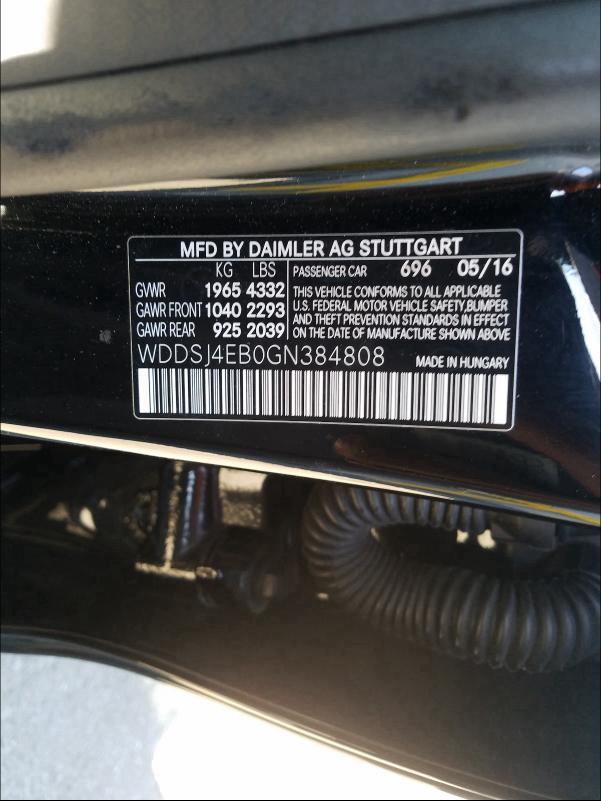 MFD BY DAIMLER AG STUTTGART
KG LBS PASSENGER CAR 696 05/16
GVWR 1965 4332
GAWR FRONT 1040 2293
GAWR REAR 925 2039
THIS VEHICLE CONFORMS TO ALL APPLICABLE
U.S. FEDERAL MOTOR VEHICLE SAFETY,BUMPER
AND THEFT PREVENTION STANDARDS IN EFFECT
ON THE DATE OF MANUFACTURE SHOWN ABOVE
WDDSJ4EB0GN384808 MADE IN HUNGARY